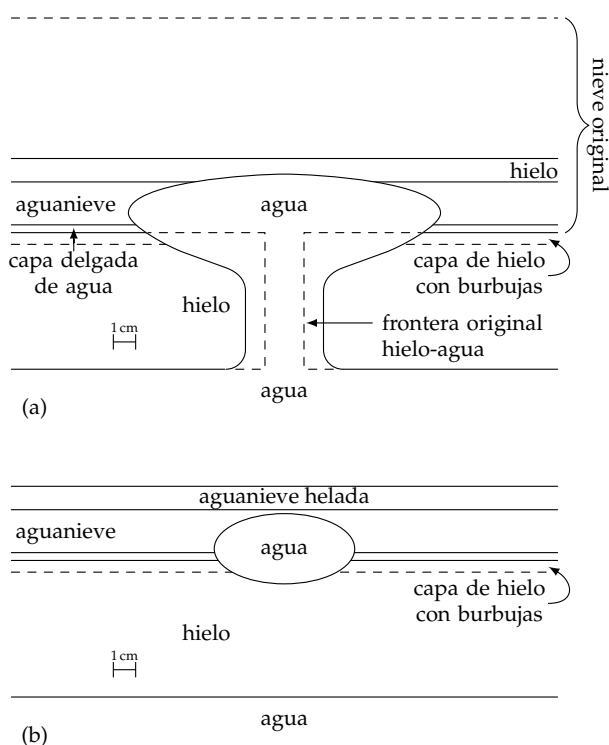 nieve original
hielo
aguanieve
agua
capa delgada
de agua
capa de hielo
con burbujas
hielo
1 cm
frontera original
hielo-agua
agua
(a)
aguanieve helada
aguanieve
agua
capa de hielo
con burbujas
hielo
1 cm
agua
(b)